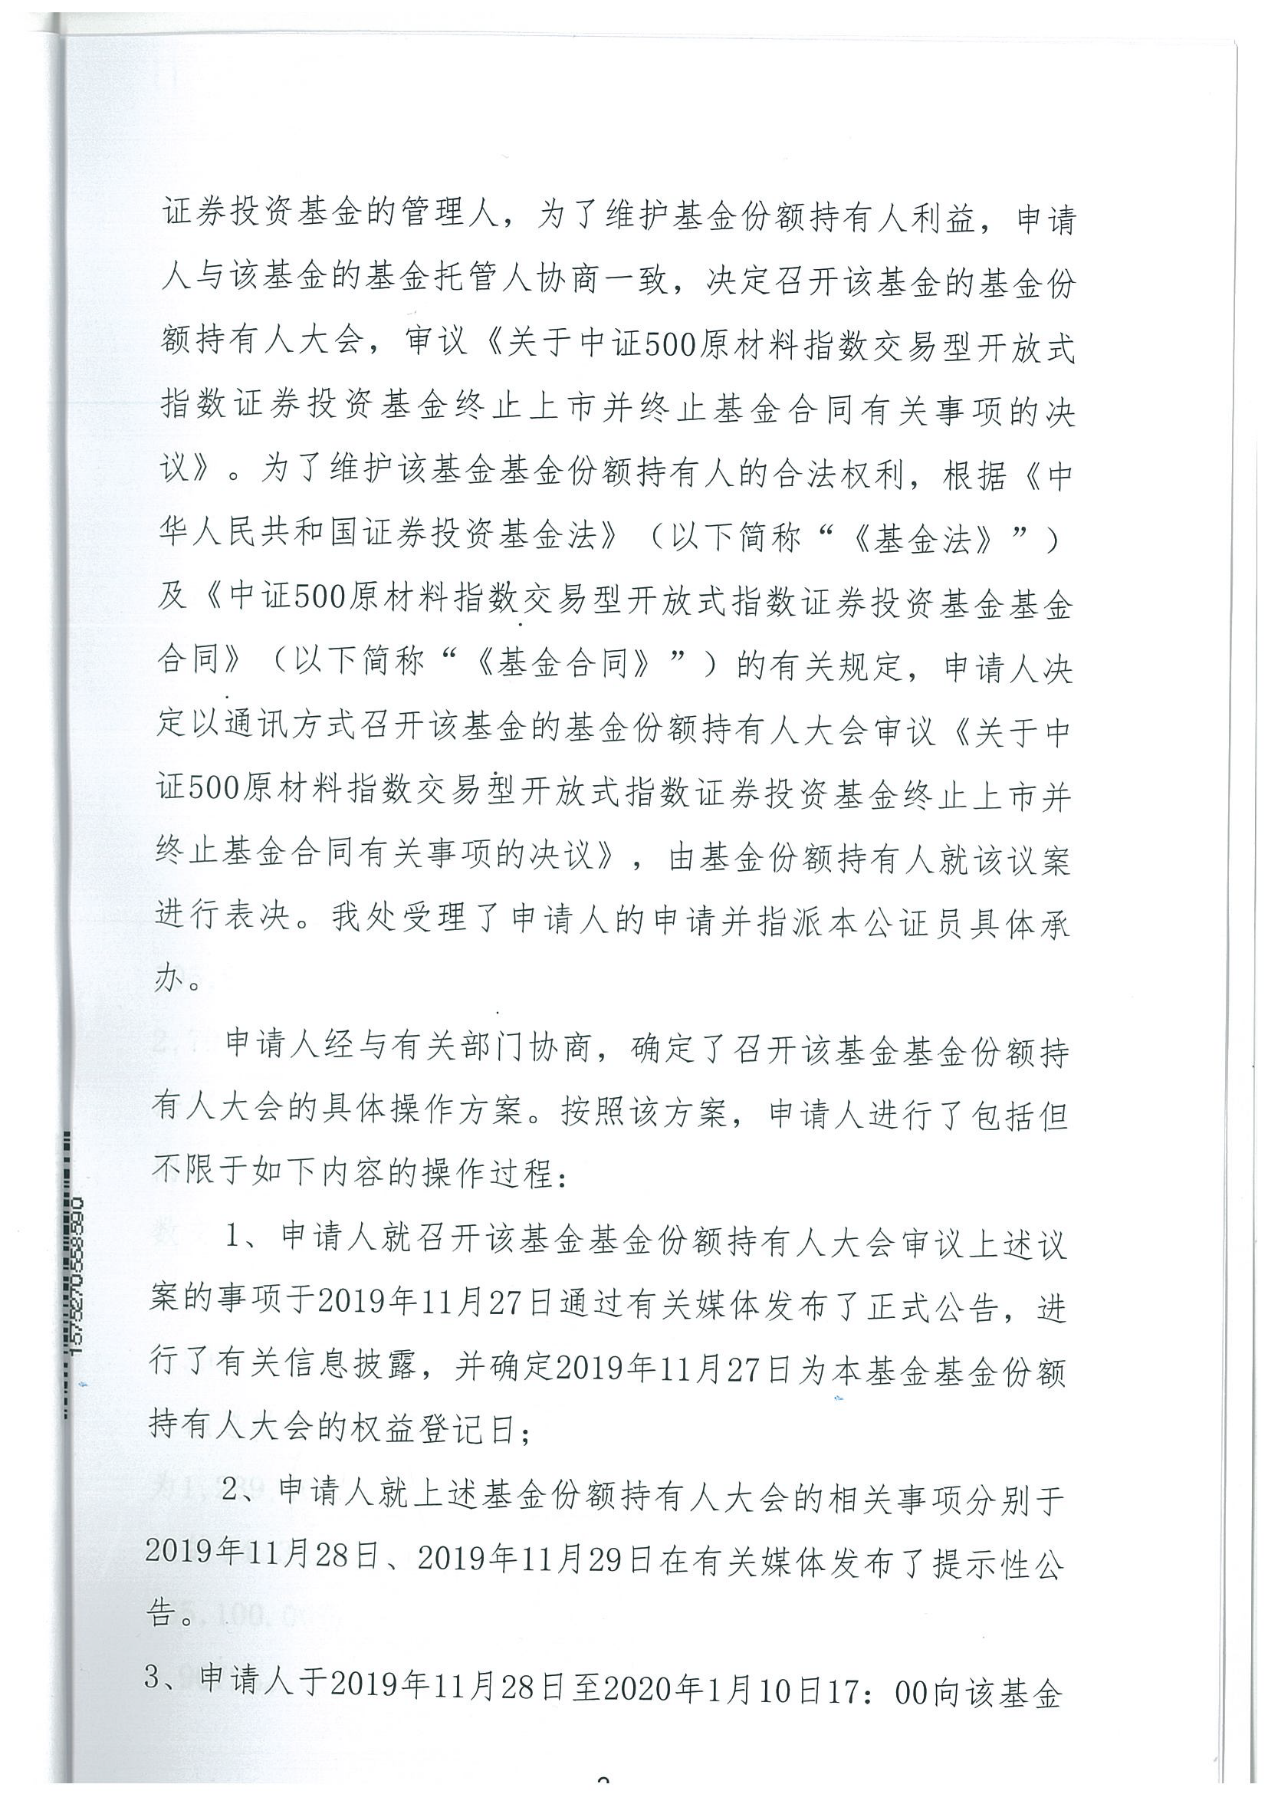 证券投资基金的管理人，为了维护基金份额持有人利益，申请
人与该基金的基金托管人协商一致，决定召开该基金的基金份
额持有人大会，审议《关于中证500原材料指数交易型开放式
指数证券投资基金终止上市并终止基金合同有关事项的决
议》。为了维护该基金基金份额持有人的合法权利，根据《中
华人民共和国证券投资基金法》（以下简称“《基金法》”）
及《中证500原材料指数交易型开放式指数证券投资基金基金
合同》（以下简称“《基金合同》”）的有关规定，申请人决
定以通讯方式召开该基金的基金份额持有人大会审议《关于中
证500原材料指数交易型开放式指数证券投资基金终止上市并
终止基金合同有关事项的决议》，由基金份额持有人就该议案
进行表决。我处受理了申请人的申请并指派本公证员具体承
办。
申请人经与有关部门协商，确定了召开该基金基金份额持
有人大会的具体操作方案。按照该方案，申请人进行了包括但
不限于如下内容的操作过程：
1、申请人就召开该基金基金份额持有人大会审议上述议
案的事项于2019年11月27日通过有关媒体发布了正式公告，进
行了有关信息披露，并确定2019年11月27日为本基金基金份额
持有人大会的权益登记日；
2、申请人就上述基金份额持有人大会的相关事项分别于
2019年11月28日、2019年11月29日在有关媒体发布了提示性公
告。
3、申请人于2019年11月28日至2020年1月10日17：00向该基金